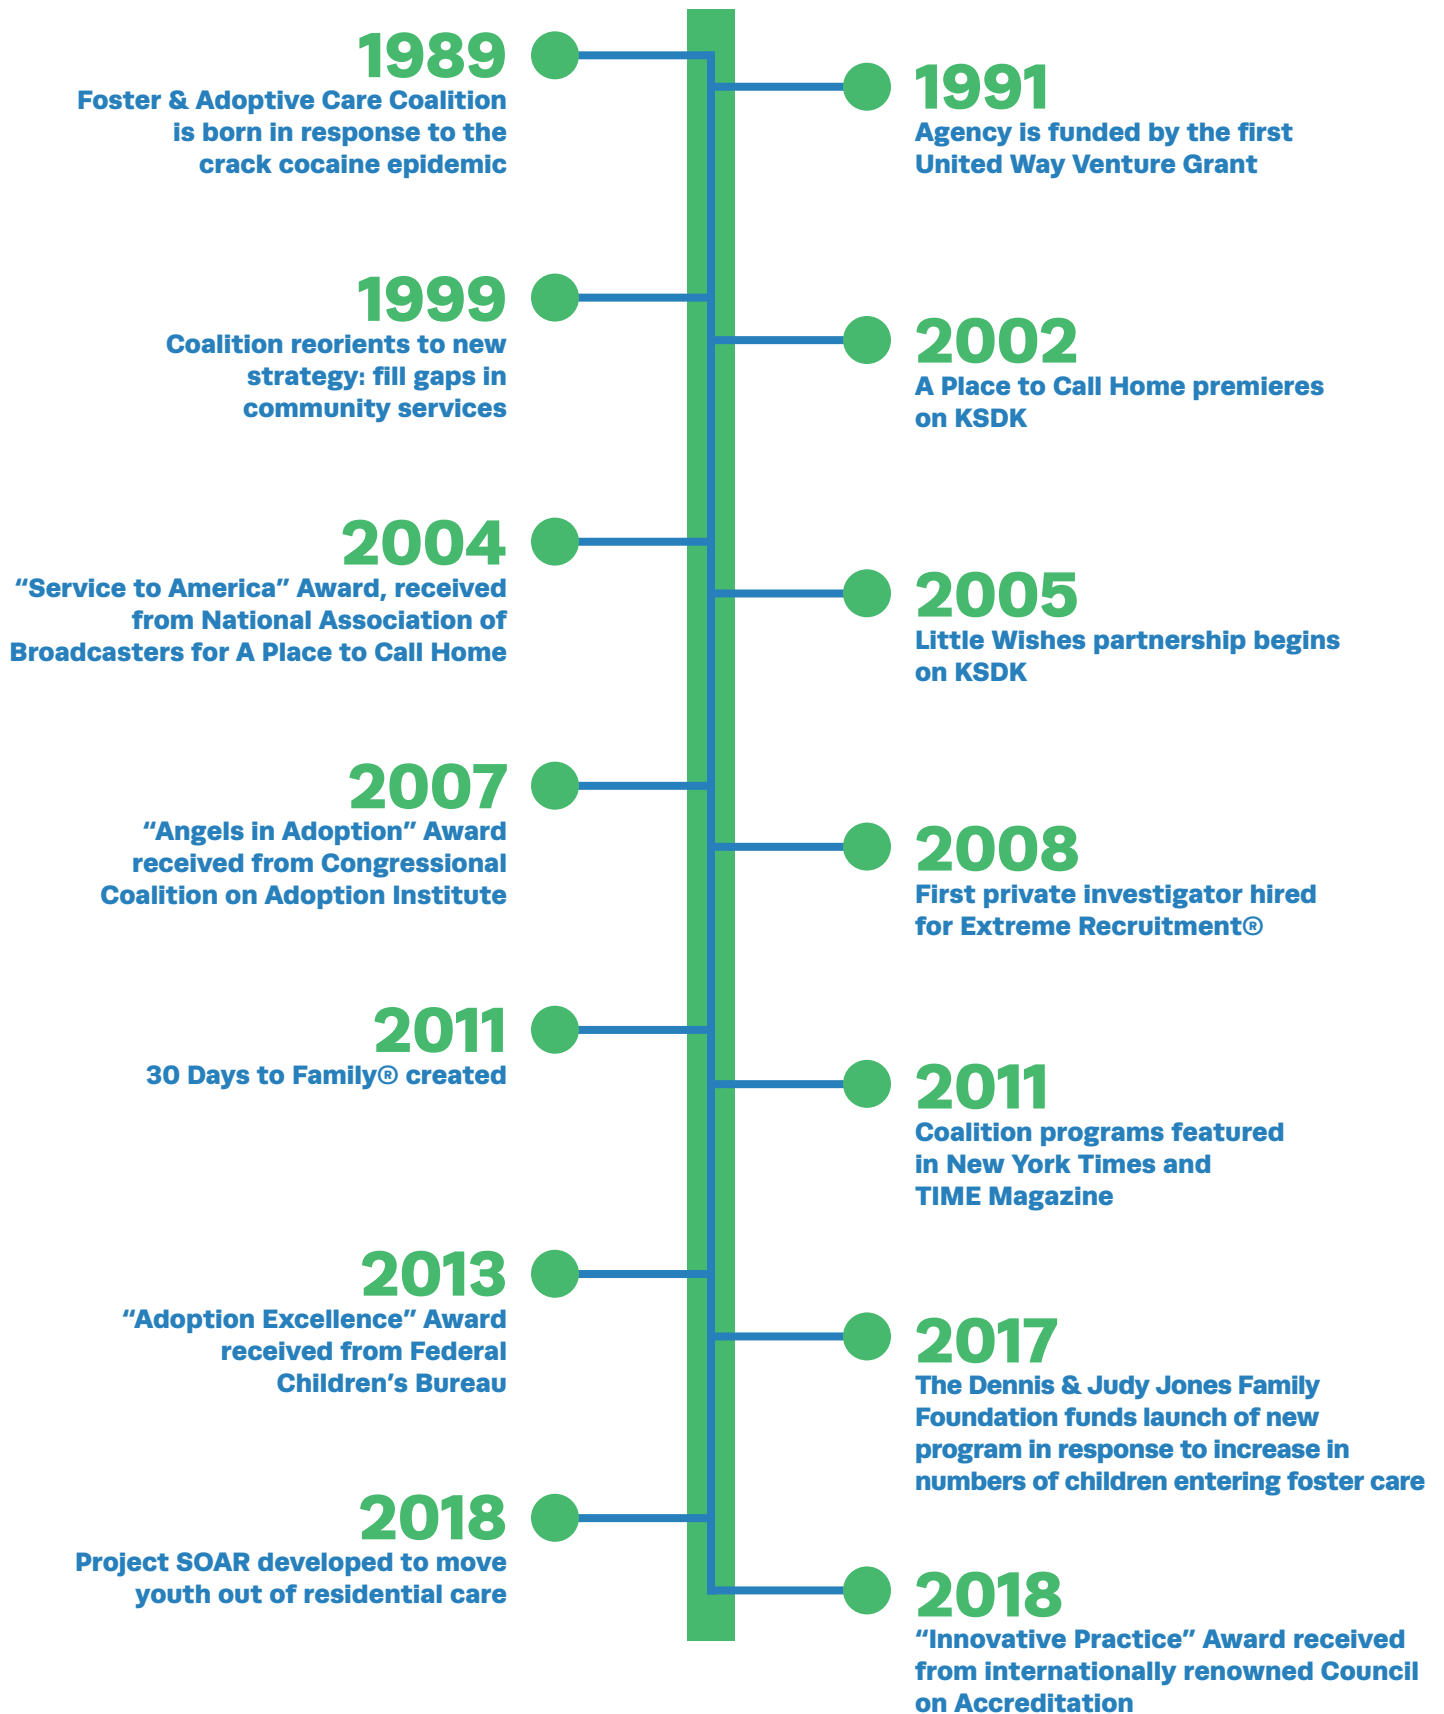 1989
Foster & Adoptive Care Coalition
is born in response to the
crack cocaine epidemic
1991
Agency is funded by the first
United Way Venture Grant
1999
Coalition reorients to new
strategy: fill gaps in
community services
2002
A Place to Call Home premieres
on KSDK
2004
“Service to America” Award, received
from National Association of
Broadcasters for A Place to Call Home
2005
Little Wishes partnership begins
on KSDK
2007
“Angels in Adoption” Award
received from Congressional
Coalition on Adoption Institute
2008
First private investigator hired
for Extreme Recruitment®
2011
30 Days to Family® created
2011
Coalition programs featured
in New York Times and
TIME Magazine
2013
“Adoption Excellence” Award
received from Federal
Children’s Bureau
2017
The Dennis & Judy Jones Family
Foundation funds launch of new
program in response to increase in
numbers of children entering foster care
2018
Project SOAR developed to move
youth out of residential care
2018
“Innovative Practice” Award received
from internationally renowned Council
on Accreditation